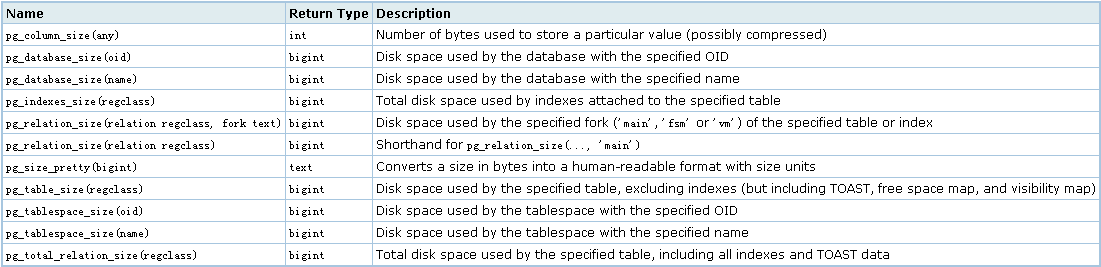 Name Return Type Description
pg_column_size(any) int Number of bytes used to store a particular value (possibly compressed)
pg_database_size(oid) bigint Disk space used by the database with the specified OID
pg_database_size(name) bigint Disk space used by the database with the specified name
pg_indexes_size(regclass) bigint Total disk space used by indexes attached to the specified table
pg_relation_size(relation regclass, fork text) bigint Disk space used by the specified fork ('main','fsm' or 'vm') of the specified table or index
pg_relation_size(relation regclass) bigint Shorthand for pg_relation_size(..., 'main')
pg_size_pretty(bigint) text Converts a size in bytes into a human-readable format with size units
pg_table_size(regclass) bigint Disk space used by the specified table, excluding indexes (but including TOAST, free space map, and visibility map)
pg_tablespace_size(oid) bigint Disk space used by the tablespace with the specified OID
pg_tablespace_size(name) bigint Disk space used by the tablespace with the specified name
pg_total_relation_size(regclass) bigint Total disk space used by the specified table, including all indexes and TOAST data